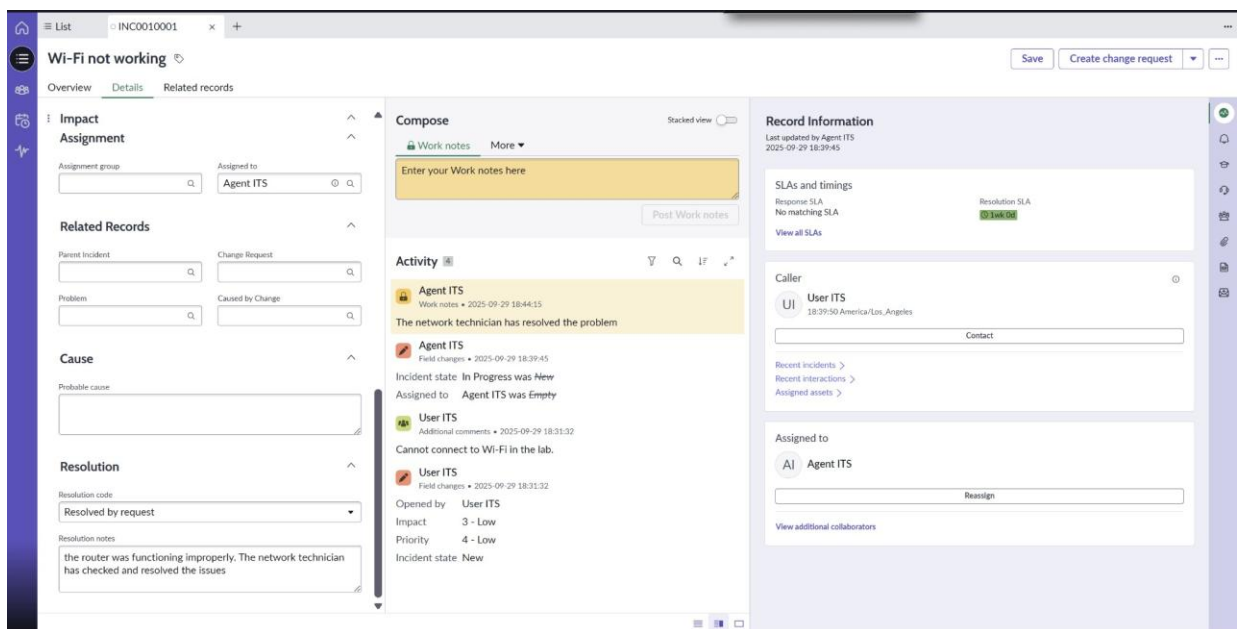 List
INC0010001
Wi-Fi not working
Save
Create change request
Overview
Details
Related records
Impact
Assignment
Assignment group
Assigned to
Agent ITS
Related Records
Parent Incident
Change Request
Problem
Caused by Change
Cause
Probable cause
Resolution
Resolution code
Resolved by request
Resolution notes
the router was functioning improperly. The network technician
has checked and resolved the issues
Compose
Stacked view
Work notes
More
Enter your Work notes here
Post Work notes
Activity 4
Agent ITS
Work notes • 2025-09-29 18:44:15
The network technician has resolved the problem
Agent ITS
Field changes • 2025-09-29 18:39:45
Incident state In Progress was New
Assigned to Agent ITS was Empty
User ITS
Additional comments • 2025-09-29 18:31:32
Cannot connect to Wi-Fi in the lab.
User ITS
Field changes • 2025-09-29 18:31:32
Opened by User ITS
Impact 3 - Low
Priority 4 - Low
Incident state New
Record Information
Last updated by Agent ITS
2025-09-29 18:39:45
SLAs and timings
Response SLA
No matching SLA
Resolution SLA
1wk 0d
View all SLAs
Caller
UI
User ITS
18:39:50 America/Los_Angeles
Contact
Recent incidents
Recent interactions
Assigned assets
Assigned to
AI
Agent ITS
Reassign
View additional collaborators